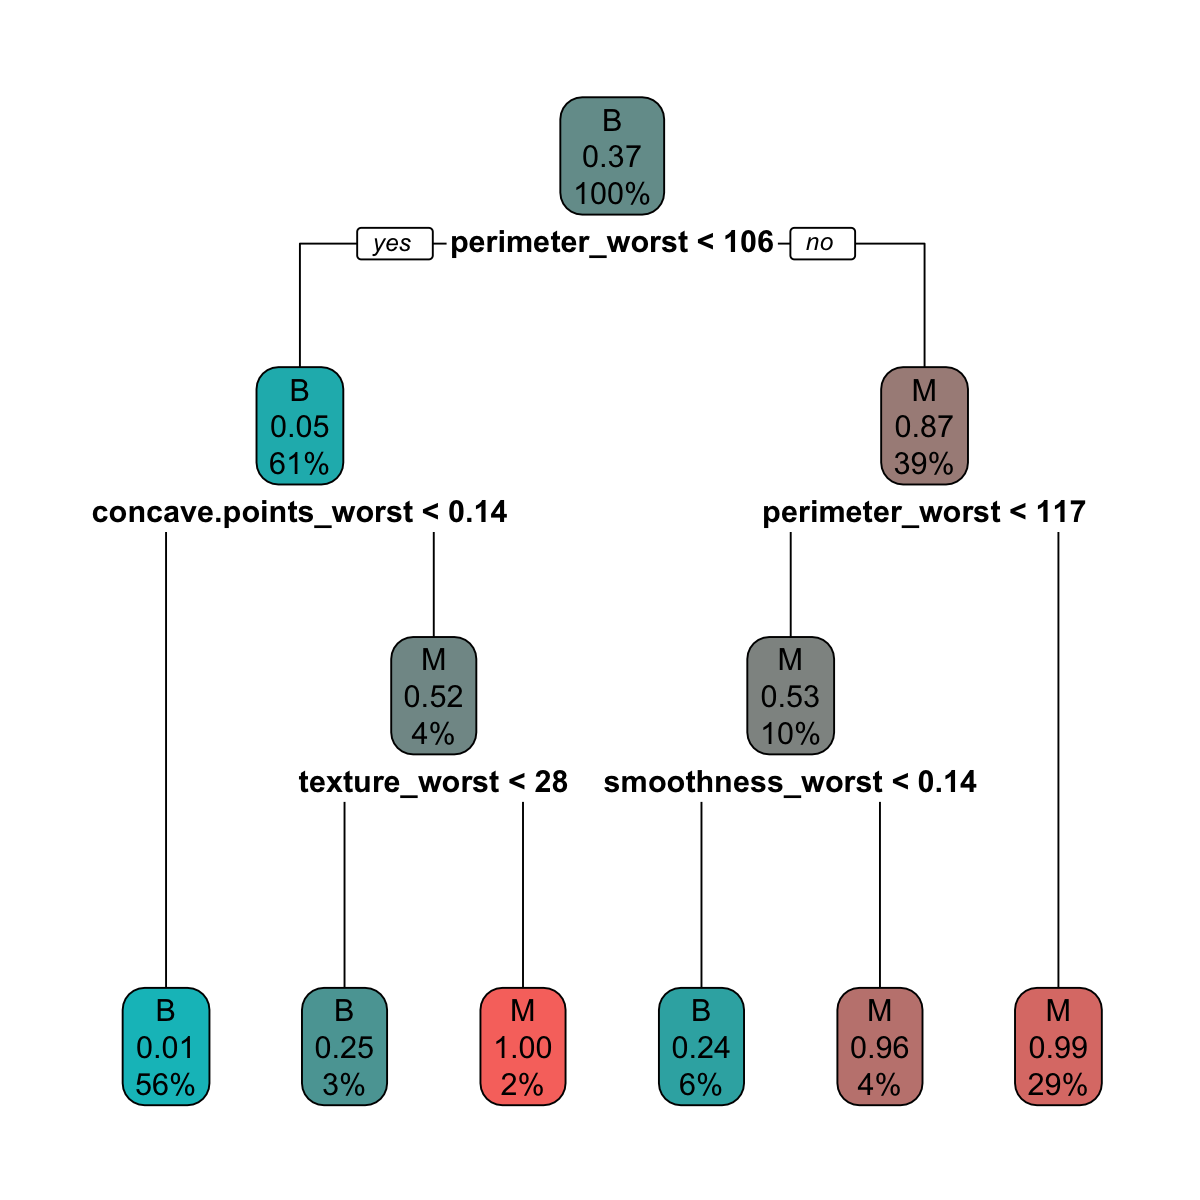 B
0.37
100%
yes perimeter_worst < 106 no
B
0.05
61%
M
0.87
39%
concave.points_worst < 0.14
perimeter_worst < 117
M
0.52
4%
M
0.53
10%
texture_worst < 28
smoothness_worst < 0.14
B
0.01
56%
B
0.25
3%
M
1.00
2%
B
0.24
6%
M
0.96
4%
M
0.99
29%